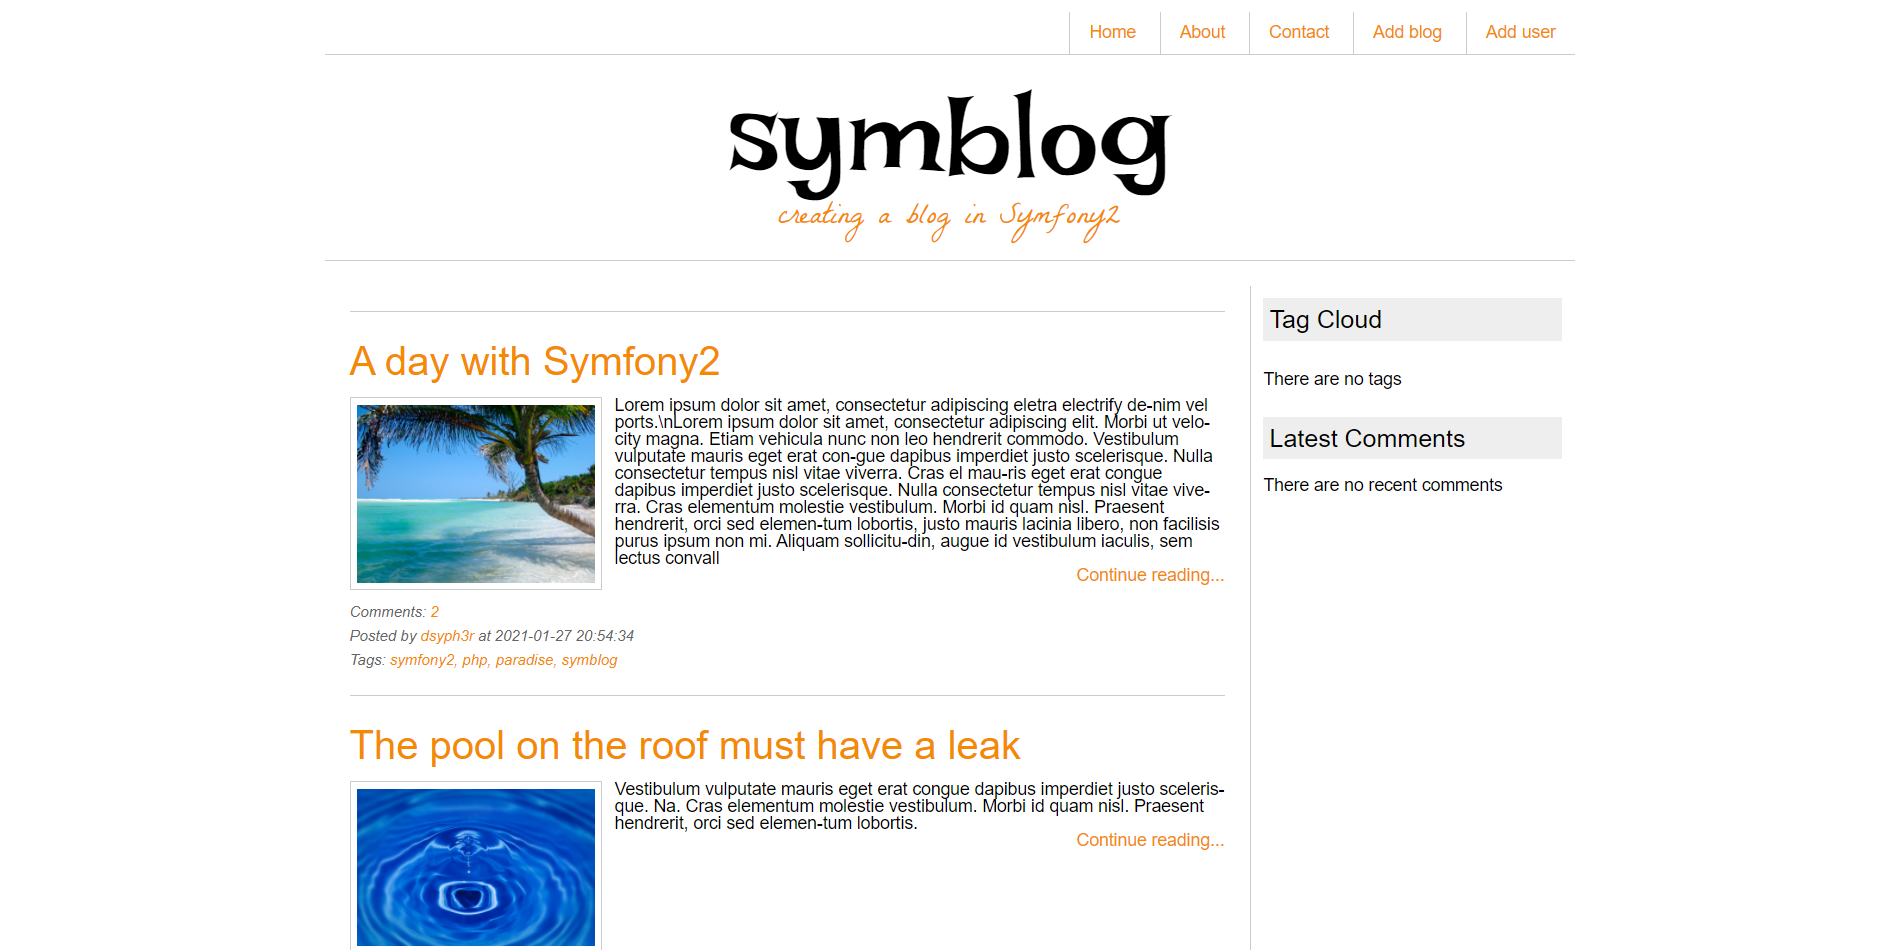 Home About Contact Add blog Add user
symblog
creating a blog in Symfony2
A day with Symfony2
Lorem ipsum dolor sit amet, consectetur adipiscing eletra electrify de-nim vel
ports.\nLorem ipsum dolor sit amet, consectetur adipiscing elit. Morbi ut velo-
city magna. Etiam vehicula nunc non leo hendrerit commodo. Vestibulum
vulputate mauris eget erat con-gue dapibus imperdiet justo scelerisque. Nulla
consectetur tempus nisl vitae viverra. Cras el mau-ris eget erat congue
dapibus imperdiet justo scelerisque. Nulla consectetur tempus nisl vitae vive-
rra. Cras elementum molestie vestibulum. Morbi id quam nisl. Praesent
hendrerit, orci sed elemen-tum lobortis, justo mauris lacinia libero, non facilisis
purus ipsum non mi. Aliquam sollicitu-din, augue id vestibulum iaculis, sem
lectus convall
Continue reading...
Comments: 2
Posted by dsyph3r at 2021-01-27 20:54:34
Tags: symfony2, php, paradise, symblog
The pool on the roof must have a leak
Vestibulum vulputate mauris eget erat congue dapibus imperdiet justo sceleris-
que. Na. Cras elementum molestie vestibulum. Morbi id quam nisl. Praesent
hendrerit, orci sed elemen-tum lobortis.
Continue reading...
Tag Cloud
There are no tags
Latest Comments
There are no recent comments